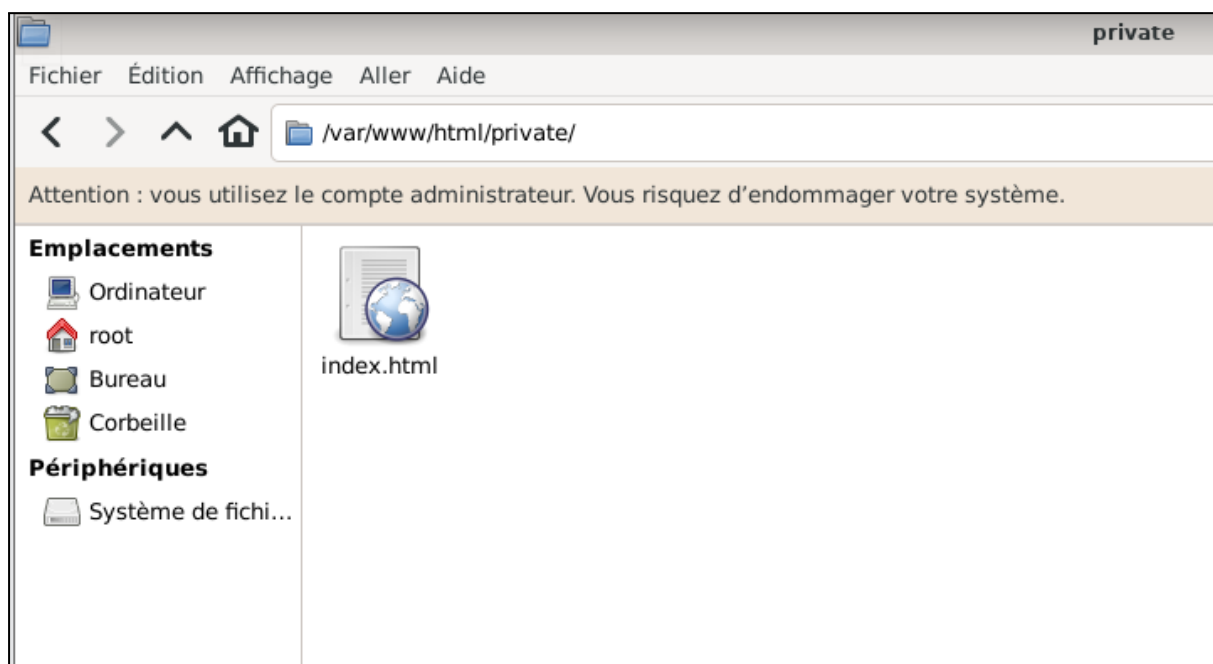 private
Fichier Édition Affichage Aller Aide
/var/www/html/private/
Attention : vous utilisez le compte administrateur. Vous risquez d’endommager votre système.
Emplacements
Ordinateur
root
Bureau
Corbeille
Périphériques
Système de fichi...
index.html